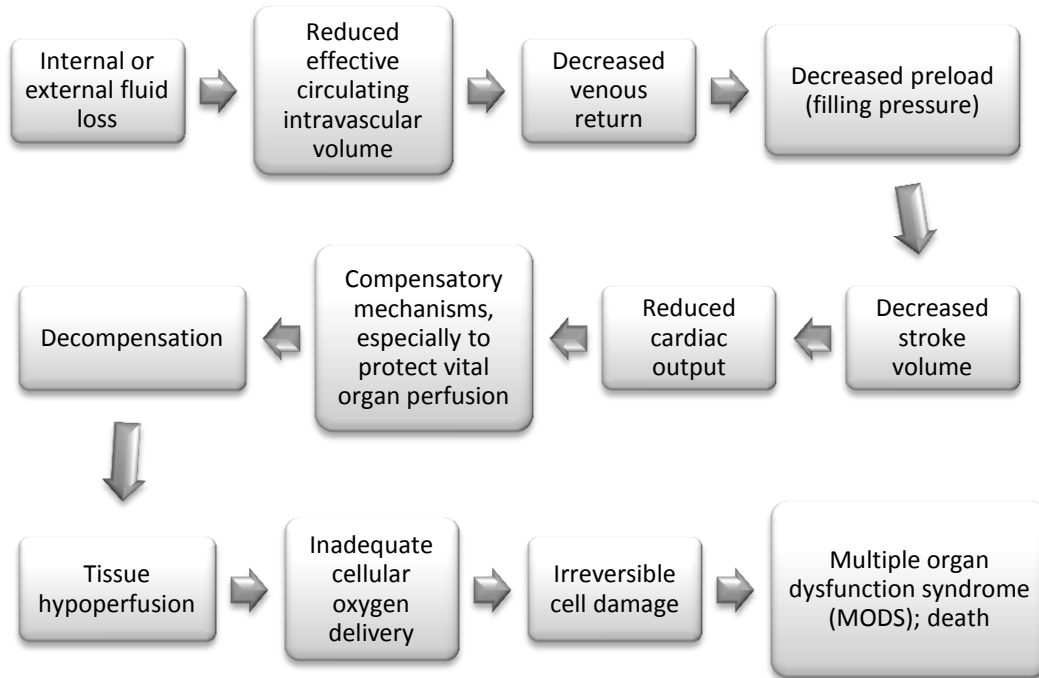 Internal or
external fluid
loss
Reduced
effective
circulating
intravascular
volume
Decreased
venous
return
Decreased preload
(filling pressure)
Decreased
stroke
volume
Reduced
cardiac
output
Compensatory
mechanisms,
especially to
protect vital
organ perfusion
Decompensation
Tissue
hypoperfusion
Inadequate
cellular
oxygen
delivery
Irreversible
cell damage
Multiple organ
dysfunction syndrome
(MODS); death